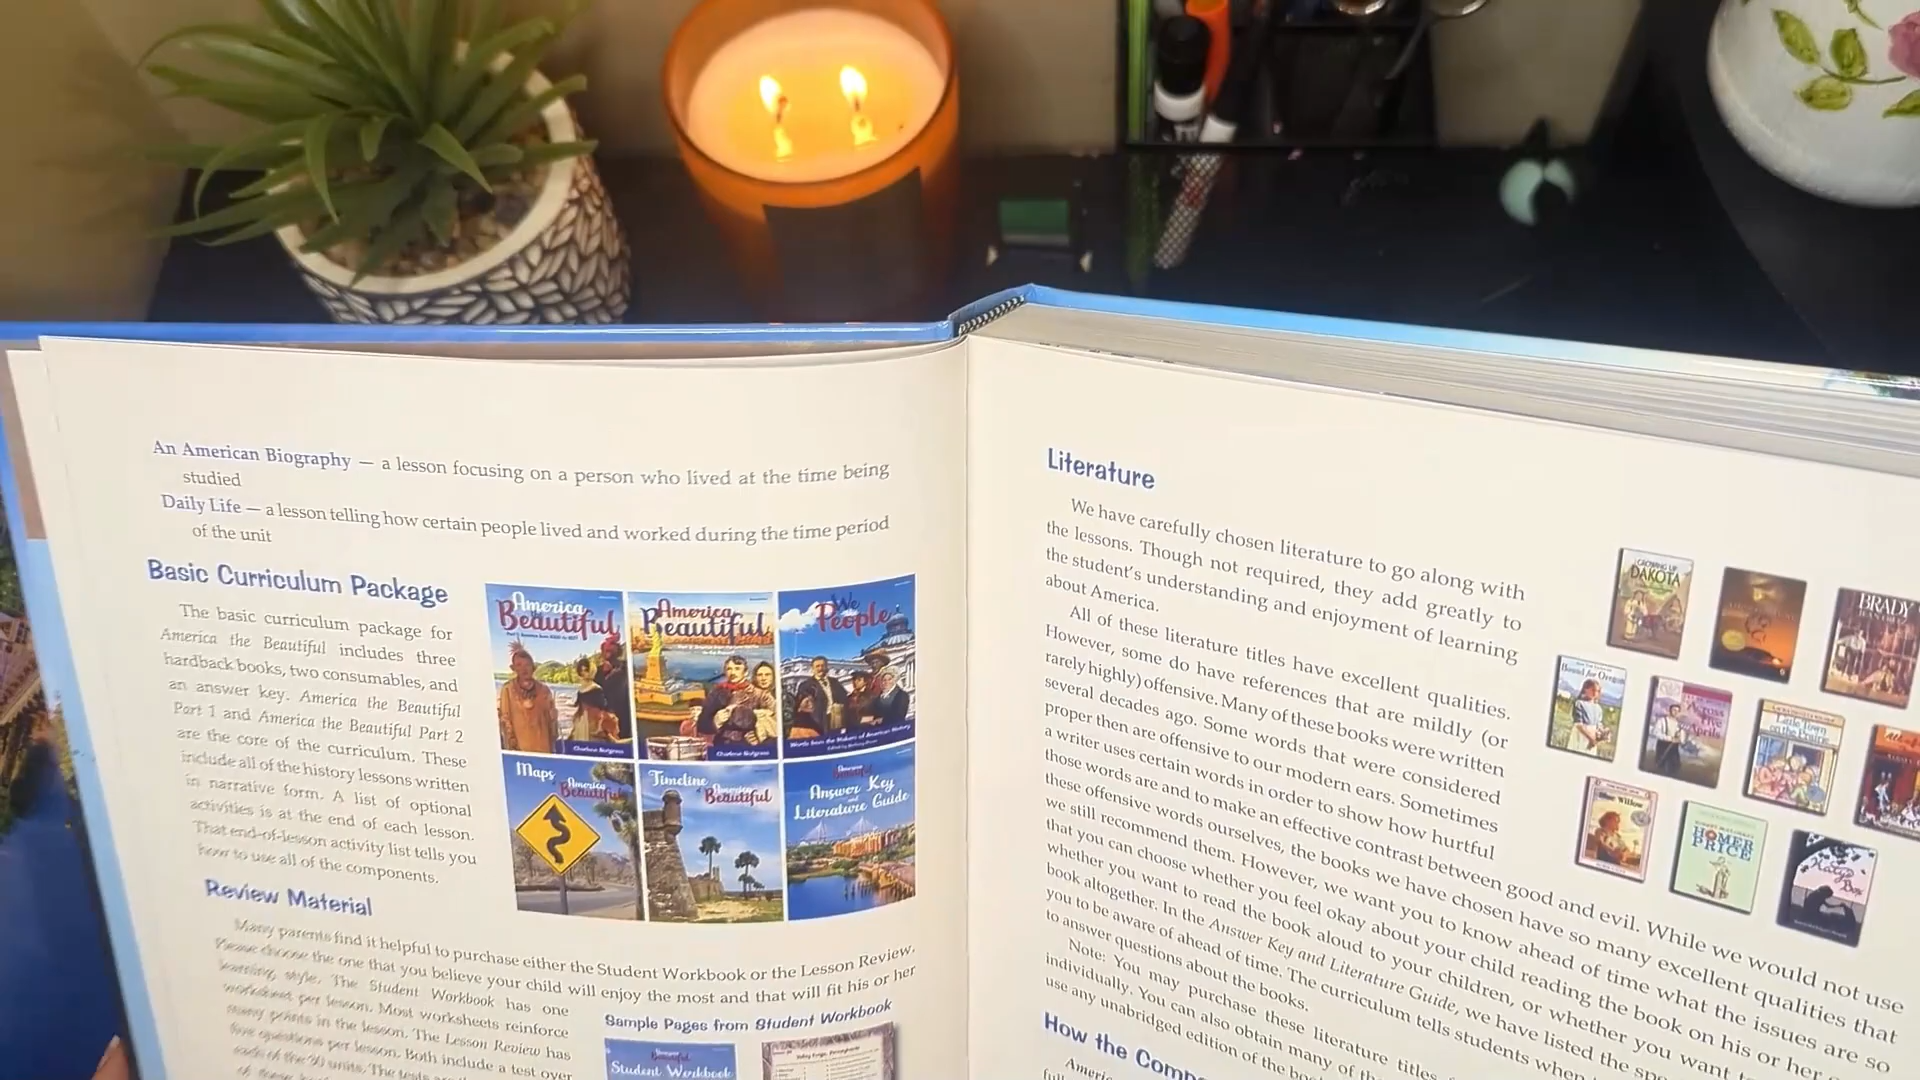 An American Biography — a lesson focusing on a person who lived at the time being
studied
Daily Life — a lesson telling how certain people lived and worked during the time period
of the unit
Basic Curriculum Package
The basic curriculum package for
America the Beautiful includes three
hardback books, two consumables, and
an answer key. America the Beautiful
Part 1 and America the Beautiful Part 2
are the core of the curriculum. These
include all of the history lessons written
in narrative form. A list of optional
activities is at the end of each lesson.
That end-of-lesson activity list tells you
how to use all of the components.
America
Beautiful
America
Beautiful
We
People
Maps
America
Beautiful
Timeline
America
Beautiful
Answer Key
Literature Guide
Review Material
Many parents find it helpful to purchase either the Student Workbook or the Lesson Review.
Please choose the one that you believe your child will enjoy the most and that will fit his or her
learning style. The Student Workbook has one
worksheet per lesson. Most worksheets reinforce
many points in the lesson. The Lesson Review has
five questions per lesson. Both include a test over
each of the 30 units. The tests are
Sample Pages from Student Workbook
Student Workbook
Literature
We have carefully chosen literature to go along with
the lessons. Though not required, they add greatly to
the student's understanding and enjoyment of learning
about America.
All of these literature titles have excellent qualities.
However, some do have references that are mildly (or
rarely highly) offensive. Many of these books were written
several decades ago. Some words that were considered
proper then are offensive to our modern ears. Sometimes
a writer uses certain words in order to show how hurtful
those words are and to make an effective contrast between good and evil. While we would not use
these offensive words ourselves, the books we have chosen have so many excellent qualities that
we still recommend them. However, we want you to know ahead of time what the issues are so
that you can choose whether you feel okay about your child reading the book on his or her
whether you want to read the book aloud to your children, or whether you want
book altogether. In the Answer Key and Literature Guide, we have listed the
you to be aware of ahead of time. The curriculum tells students when
to answer questions about the books.
Note: You may purchase these literature titles
individually. You can also obtain many of
use any unabridged edition of the
How the
DAKOTA
BRADY
Bound for Oregon
Across
Five
Aprils
Little Town
on the Prairie
Blue Willow
HOMER
PRICE